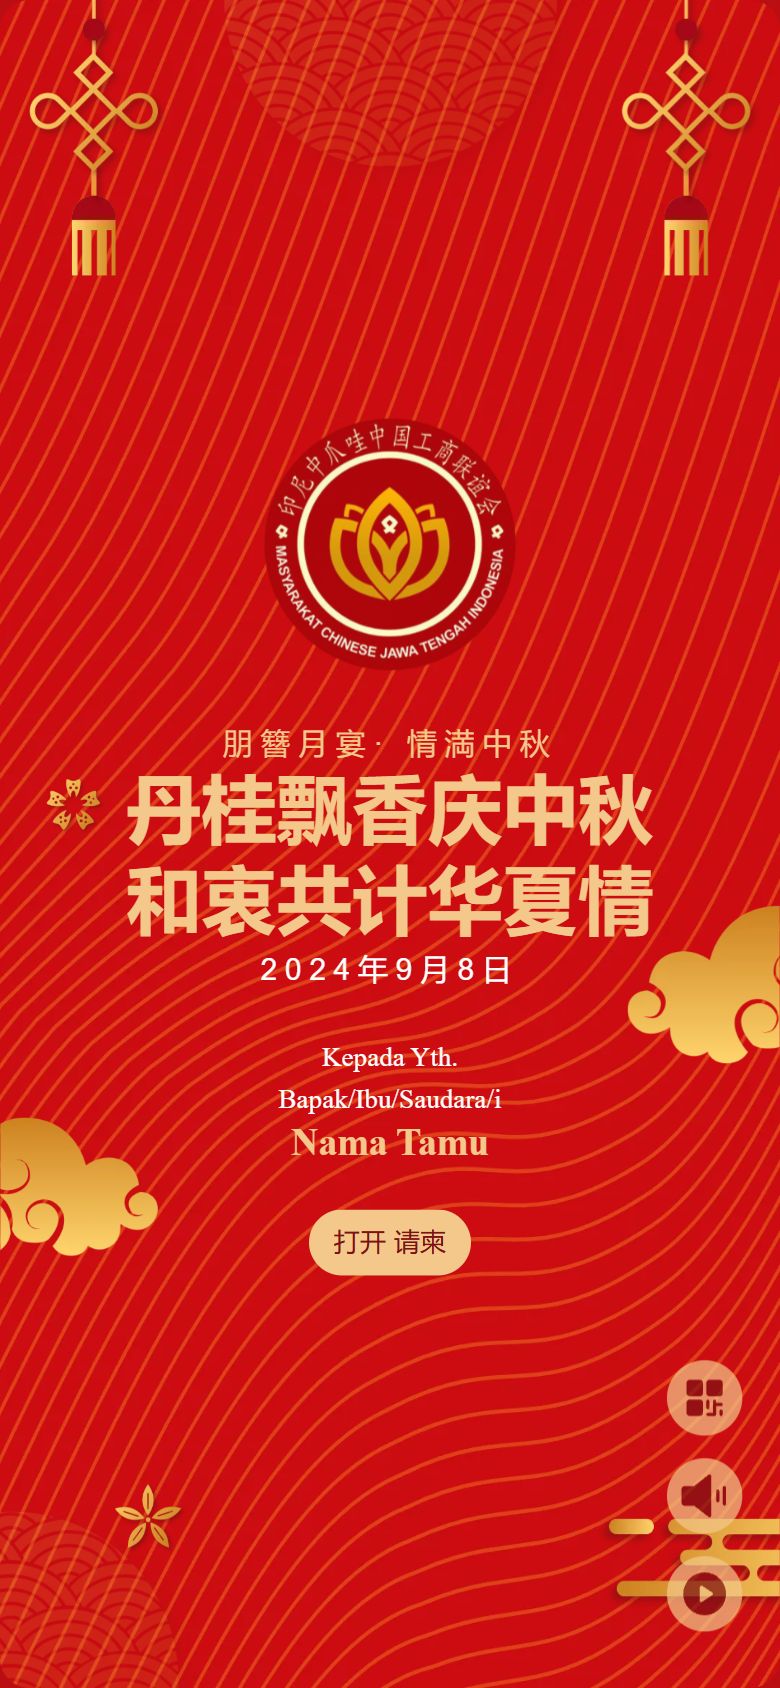 印尼中爪哇中国工商联谊会
MASYARAKAT CHINESE JAWA TENGAH INDONESIA
朋簪月宴· 情満中秋
丹桂飘香庆中秋
和衷共计华夏情
2024年9月8日
Kepada Yth.
Bapak/Ibu/Saudara/i
Nama Tamu
打开 请柬